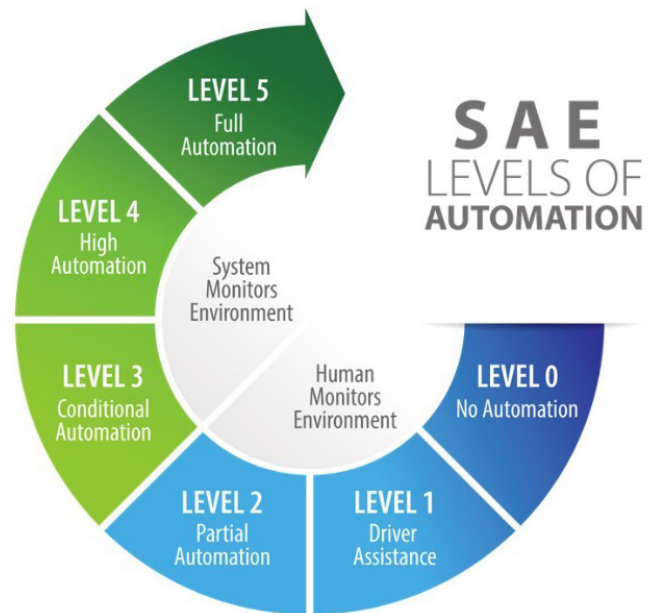 SAE
LEVELS OF
AUTOMATION
LEVEL 0
No Automation
LEVEL 1
Driver
Assistance
LEVEL 2
Partial
Automation
LEVEL 3
Conditional
Automation
LEVEL 4
High
Automation
LEVEL 5
Full
Automation
Human
Monitors
Environment
System
Monitors
Environment